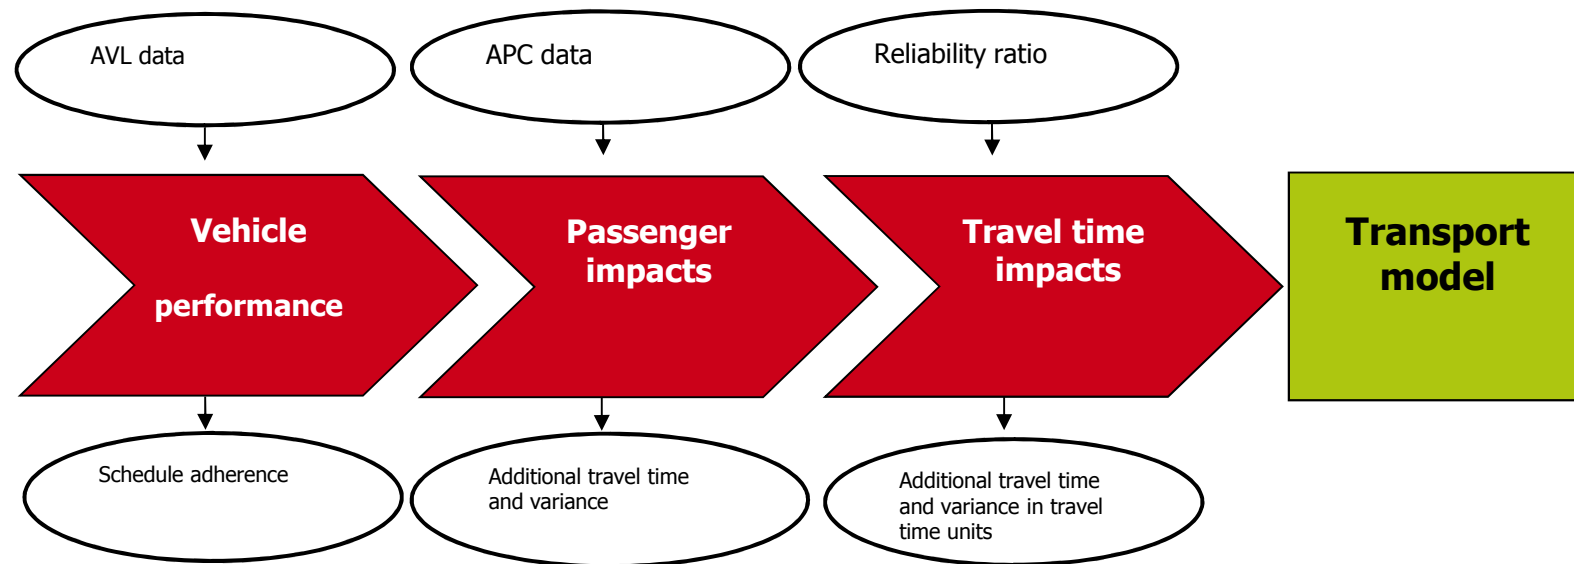 AVL data
APC data
Reliability ratio
Vehicle
performance
Passenger
impacts
Travel time
impacts
Transport
model
Schedule adherence
Additional travel time
and variance
Additional travel time
and variance in travel
time units